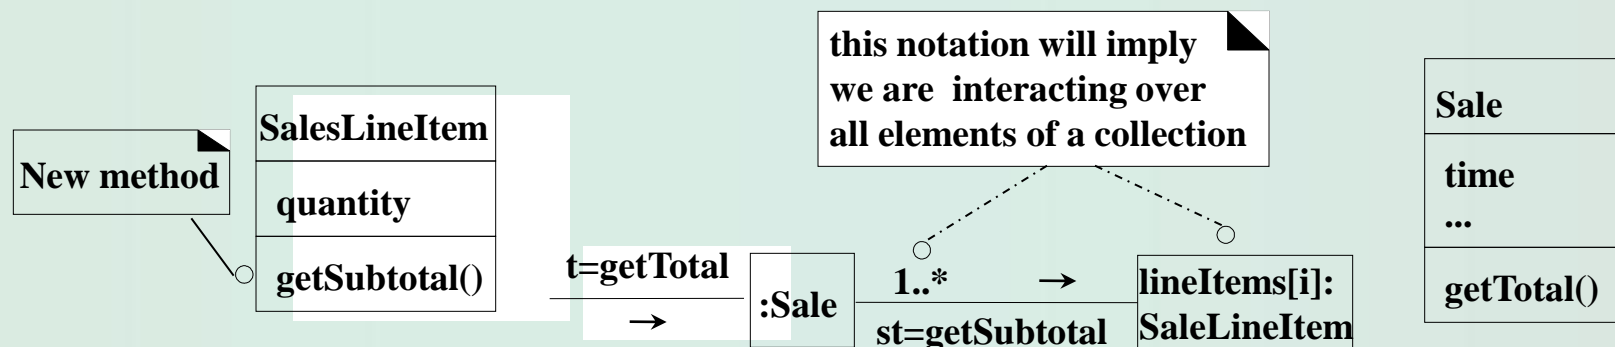 New method
SalesLineItem
quantity
getSubtotal()
t=getTotal
→
:Sale
this notation will imply
we are interacting over
all elements of a collection
1..* →
st=getSubtotal
lineItems[i]:
SaleLineItem
Sale
time
...
getTotal()